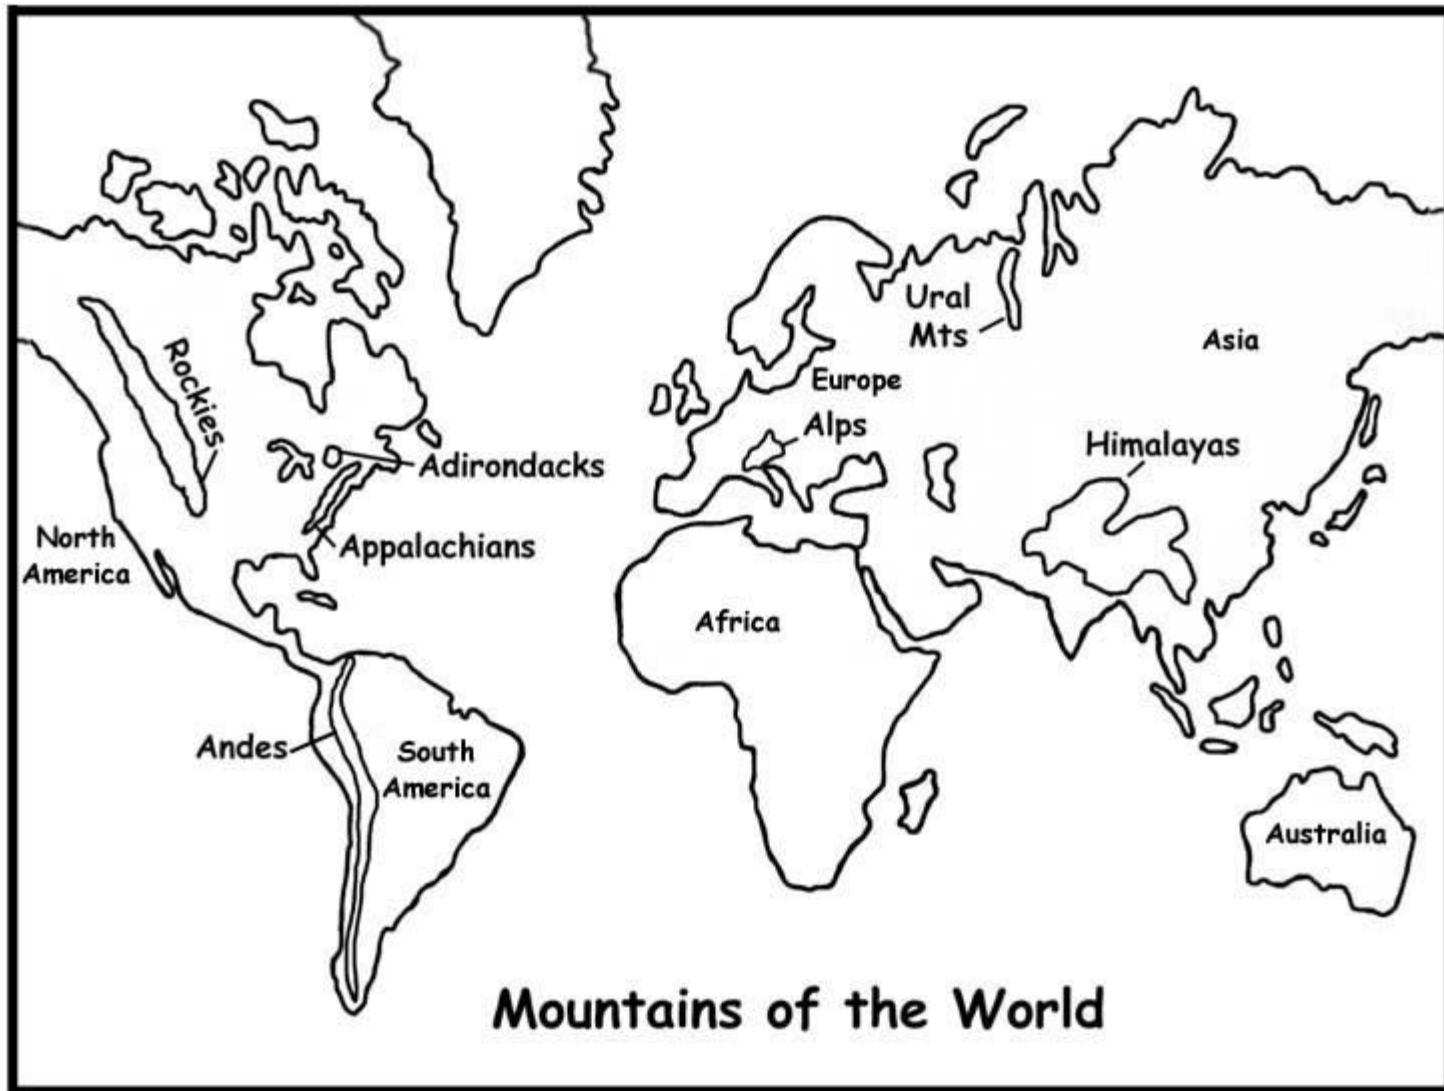 Ural
Mts
Asia
Rockies
Europe
Alps
Himalayas
Adirondacks
North
America
Appalachians
Africa
Andes
South
America
Australia
Mountains of the World